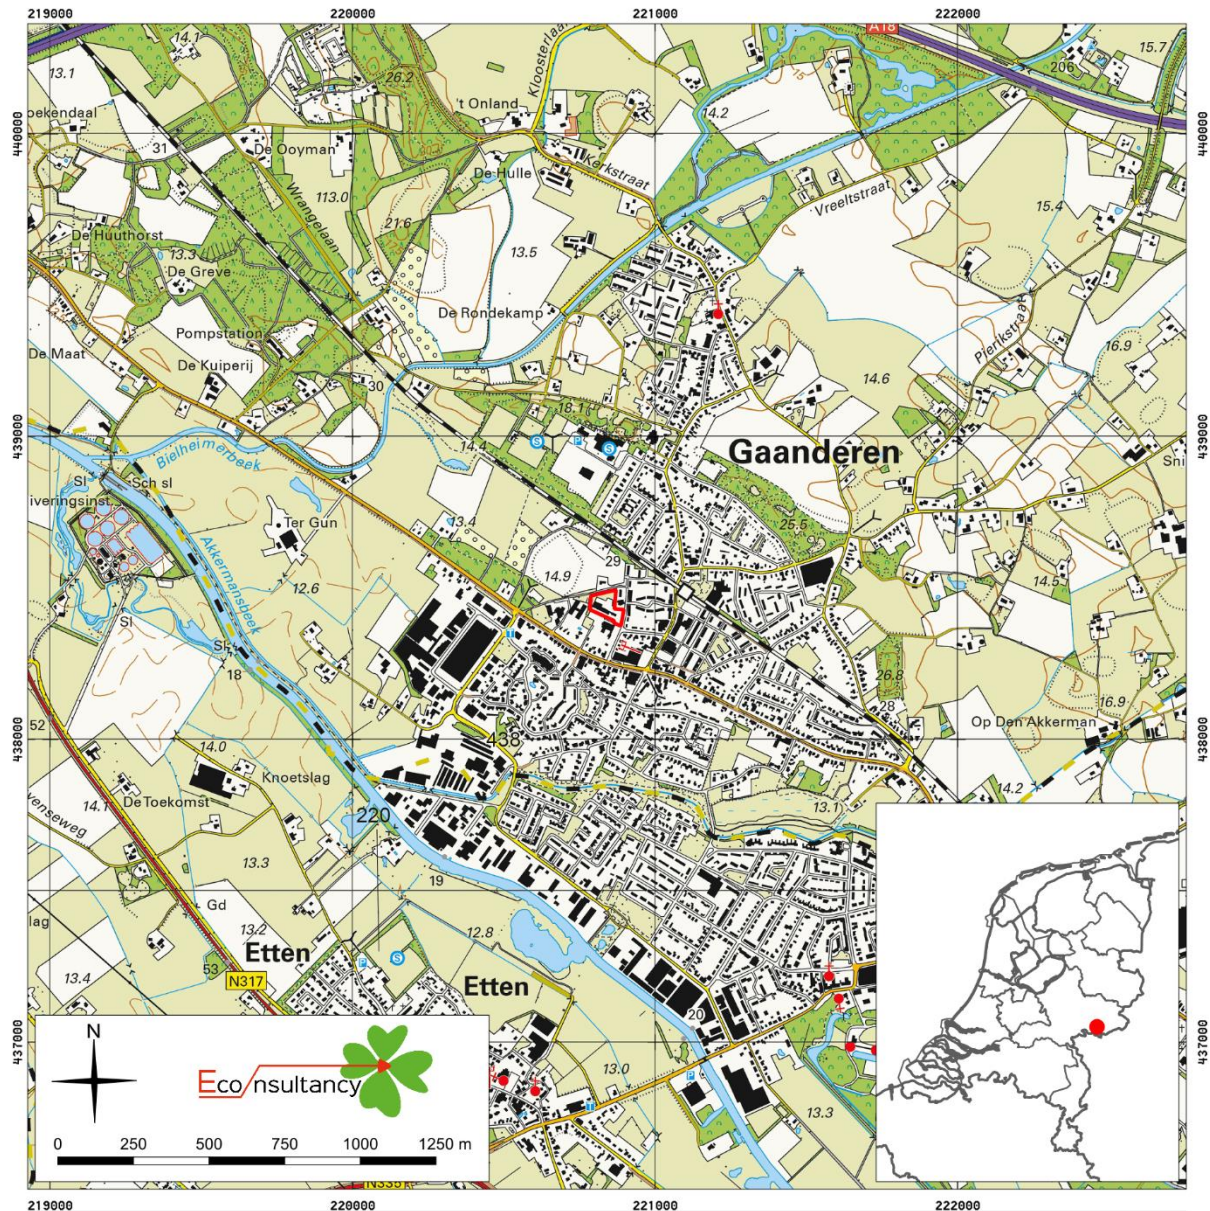 219000
220000
221000
222000
A18
14.1
13.1
26.2
Kloosterlaan
15
206
15.7
't Onland
14.2
oekendaal
31
De Ooyman
440000
440000
Kerkstraat
De Hulle
Wrangelaan
113.0
21.6
Vreeltstraat
15.4
De Huuthorst
13.3
De Greve
13.5
De Rondekamp
Pompstation
Pierikstraat
16.9
De Maat
De Kuiperij
30
14.6
18.1
439000
439000
S
P
S
Gaanderen
14.
Bielheimerbeek
Sni
Sl
Sch sl
iveringsinst
Ter Gun
13.4
25.5
Akkermansbeek
12.6
14.9
29
14.5
Sl
T
Sl
18
26.8
28
16.9
52
Op Den Akkerman
438000
438000
14.0
138
Knoetslag
14.2
14.1
De Toekomst
13.1
venseweg
220
13.3
19
Gd
lag
13.2
12.8
Etten
53
P
S
13.4
N317
Etten
20
N
437000
437000
Econsultancy
13.0
P
T
13.3
0 250 500 750 1000 1250 m
N335
219000
220000
221000
222000